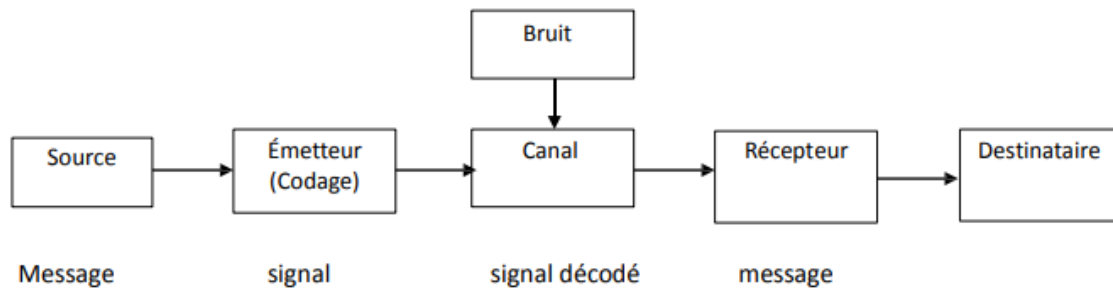 Bruit
Source
Émetteur
(Codage)
Canal
Récepteur
Destinataire
Message
signal
signal décodé
message